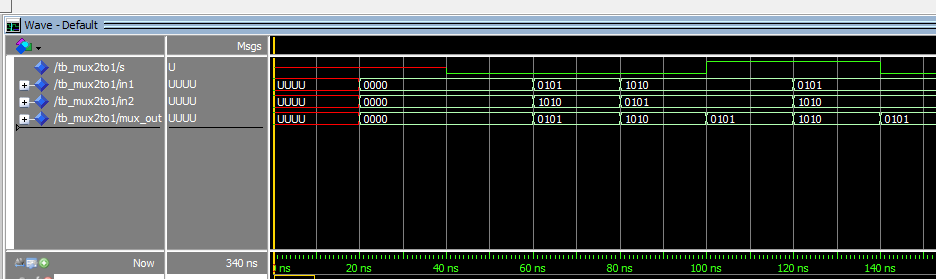 Wave - Default
Msgs
/tb_mux2to1/s U
/tb_mux2to1/in1 UUUU UUUU 0000 0101 1010 0101
/tb_mux2to1/in2 UUUU UUUU 0000 1010 0101 1010
/tb_mux2to1/mux_out UUUU UUUU 0000 0101 1010 0101 1010 0101
Now 340 ns ns 20 ns 40 ns 60 ns 80 ns 100 ns 120 ns 140 ns